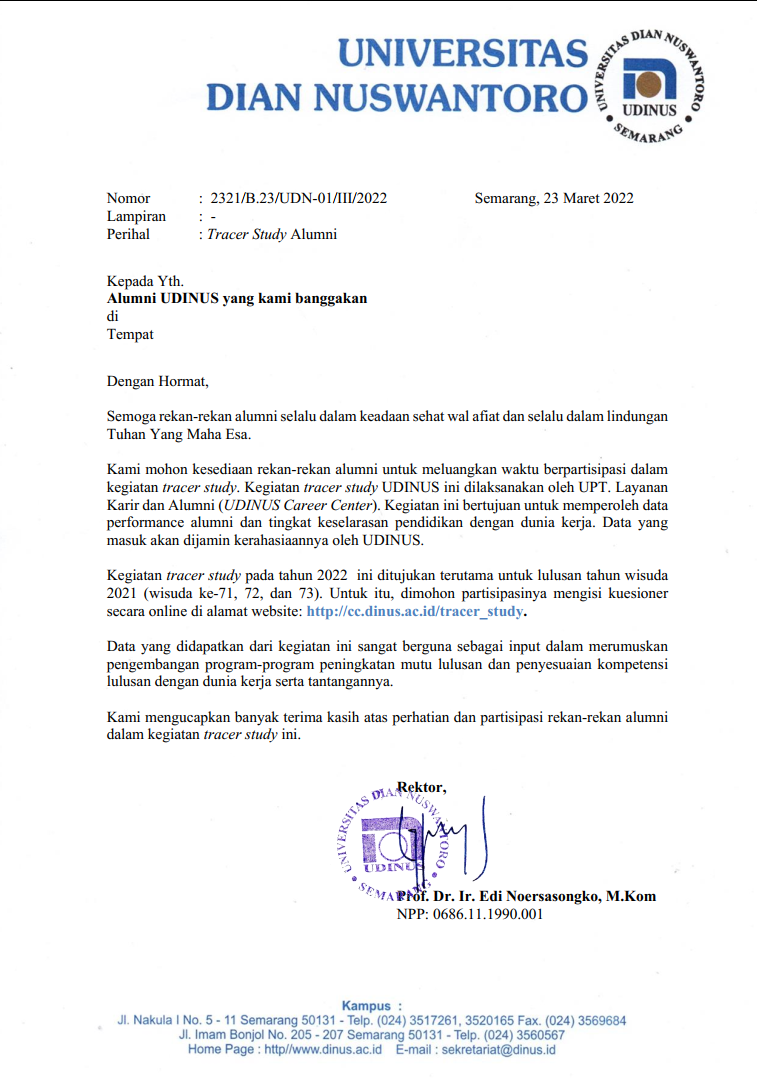 UNIVERSITAS
DIAN NUSWANTORO
UNIVERSITAS DIAN NUSWANTORO
UDINUS
SEMARANG
Nomor : 2321/B.23/UDN-01/III/2022 Semarang, 23 Maret 2022
Lampiran : -
Perihal : Tracer Study Alumni
Kepada Yth.
Alumni UDINUS yang kami banggakan
di
Tempat
Dengan Hormat,
Semoga rekan-rekan alumni selalu dalam keadaan sehat wal afiat dan selalu dalam lindungan
Tuhan Yang Maha Esa.
Kami mohon kesediaan rekan-rekan alumni untuk meluangkan waktu berpartisipasi dalam
kegiatan tracer study. Kegiatan tracer study UDINUS ini dilaksanakan oleh UPT. Layanan
Karir dan Alumni (UDINUS Career Center). Kegiatan ini bertujuan untuk memperoleh data
performance alumni dan tingkat keselarasan pendidikan dengan dunia kerja. Data yang
masuk akan dijamin kerahasiaannya oleh UDINUS.
Kegiatan tracer study pada tahun 2022 ini ditujukan terutama untuk lulusan tahun wisuda
2021 (wisuda ke-71, 72, dan 73). Untuk itu, dimohon partisipasinya mengisi kuesioner
secara online di alamat website: http://cc.dinus.ac.id/tracer_study.
Data yang didapatkan dari kegiatan ini sangat berguna sebagai input dalam merumuskan
pengembangan program-program peningkatan mutu lulusan dan penyesuaian kompetensi
lulusan dengan dunia kerja serta tantangannya.
Kami mengucapkan banyak terima kasih atas perhatian dan partisipasi rekan-rekan alumni
dalam kegiatan tracer study ini.
Rektor,
UNIVERSITAS DIAN NUSWANTORO
UDINUS
SEMARANG
Prof. Dr. Ir. Edi Noersasongko, M.Kom
NPP: 0686.11.1990.001
Kampus :
Jl. Nakula I No. 5 - 11 Semarang 50131 - Telp. (024) 3517261, 3520165 Fax. (024) 3569684
Jl. Imam Bonjol No. 205 - 207 Semarang 50131 - Telp. (024) 3560567
Home Page : http//www.dinus.ac.id E-mail : sekretariat@dinus.id